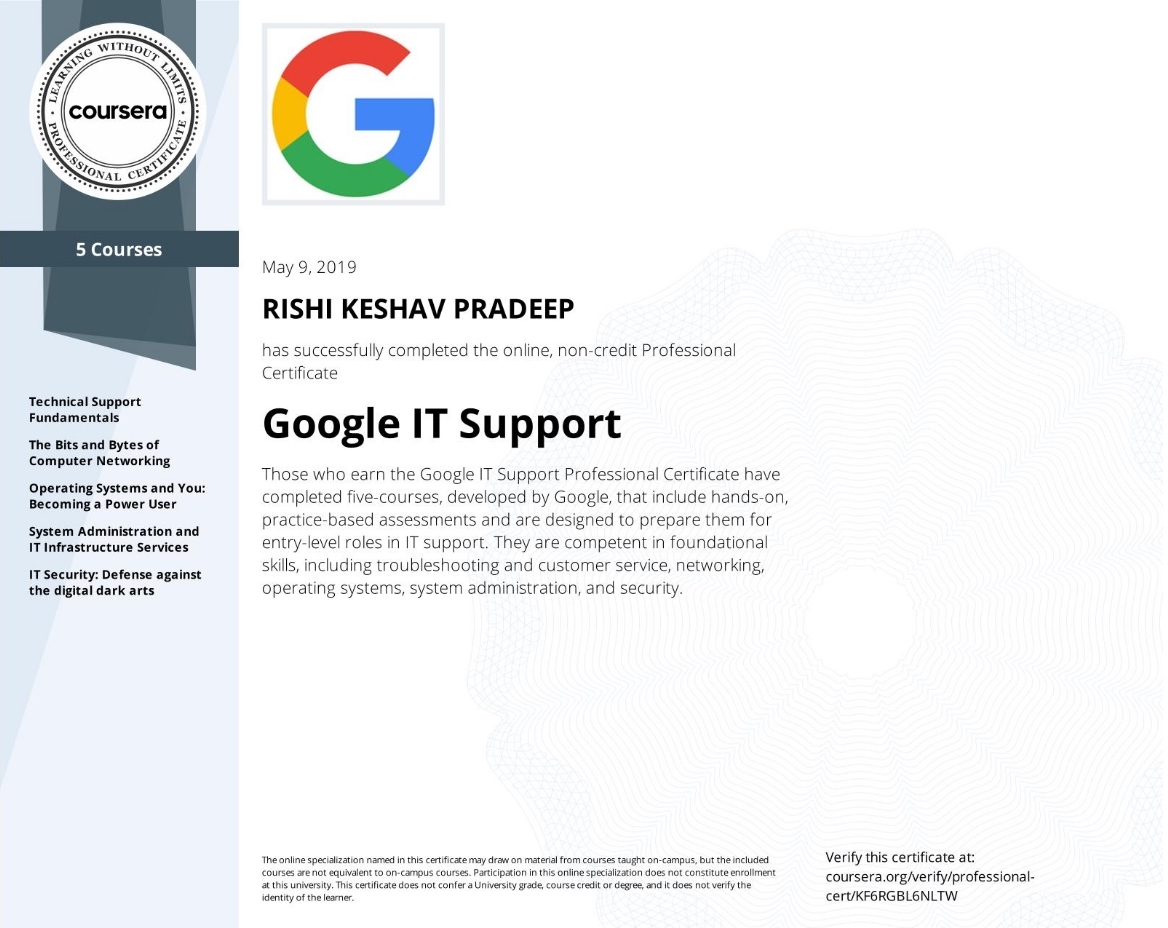 LEARNING WITHOUT LIMITS
coursera
PROFESSIONAL CERTIFICATE
5 Courses
Technical Support
Fundamentals
The Bits and Bytes of
Computer Networking
Operating Systems and You:
Becoming a Power User
System Administration and
IT Infrastructure Services
IT Security: Defense against
the digital dark arts
May 9, 2019
RISHI KESHAV PRADEEP
has successfully completed the online, non-credit Professional
Certificate
Google IT Support
Those who earn the Google IT Support Professional Certificate have
completed five-courses, developed by Google, that include hands-on,
practice-based assessments and are designed to prepare them for
entry-level roles in IT support. They are competent in foundational
skills, including troubleshooting and customer service, networking,
operating systems, system administration, and security.
The online specialization named in this certificate may draw on material from courses taught on-campus, but the included
courses are not equivalent to on-campus courses. Participation in this online specialization does not constitute enrollment
at this university. This certificate does not confer a University grade, course credit or degree, and it does not verify the
identity of the learner.
Verify this certificate at:
coursera.org/verify/professional-
cert/KF6RGBL6NLTW